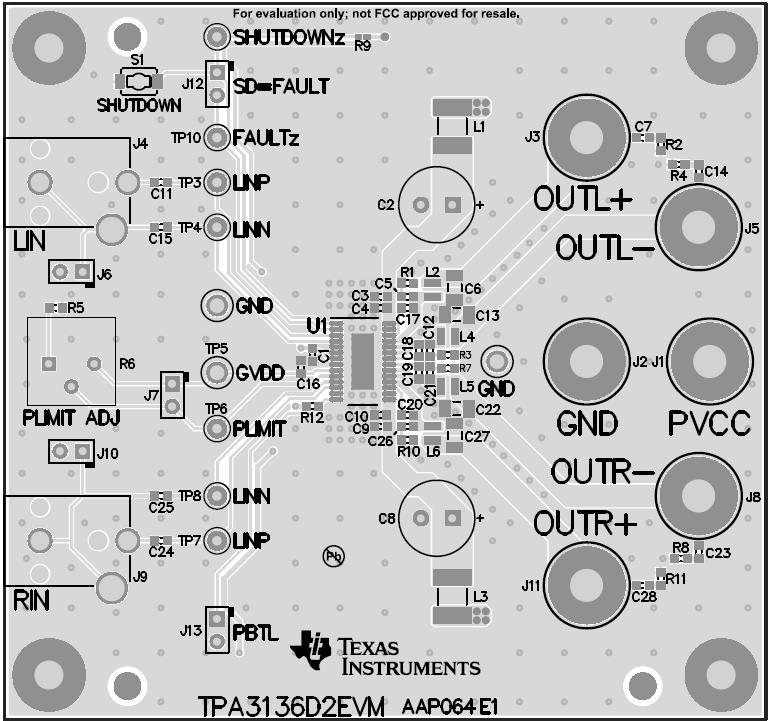 For evaluation only; not FCC approved for resale.
SHUTDOWNz
R9
S1
SHUTDOWN
J12
SD=FAULT
TP10
FAULTz
J4
TP3
LINP
C11
TP4
LINN
C15
LIN
J6
L1
J3
C7
R2
R4
C14
C2
+
OUTL+
OUTL-
J5
R5
GND
U1
R1
L2
C5
C3
C4
C6
C17
C13
C12
L4
C18
R3
C19
R7
C21
L5
C1
C16
TP5
GVDD
R6
J7
PLIMIT ADJ
TP6
PLIMIT
R12
GND
J2
J1
GND
PVCC
C10
C9
C26
C20
C22
C27
R10
L6
J10
TP8
LINN
C25
TP7
LINP
C24
J9
RIN
C8
+
OUTR-
J8
OUTR+
R8
C23
R11
C28
J11
L3
Pb
J13
PBTL
ti
TEXAS
INSTRUMENTS
TPA3136D2EVM
AAP064E1